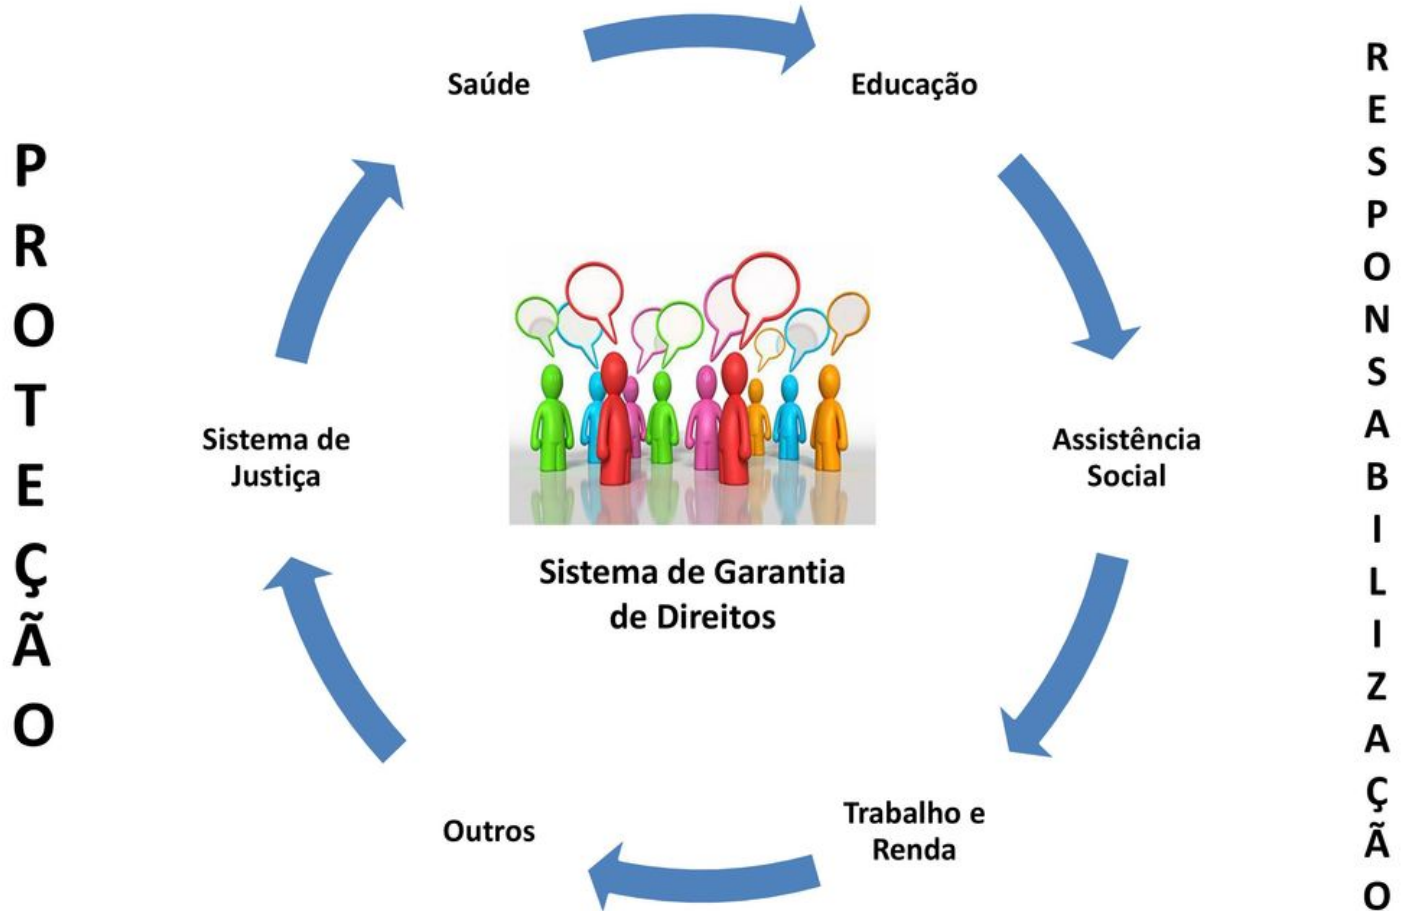 PROTEÇÃO
Saúde
Educação
Assistência
Social
Trabalho e
Renda
Outros
Sistema de
Justiça
Sistema de Garantia
de Direitos
RESPONSABILIZAÇÃO